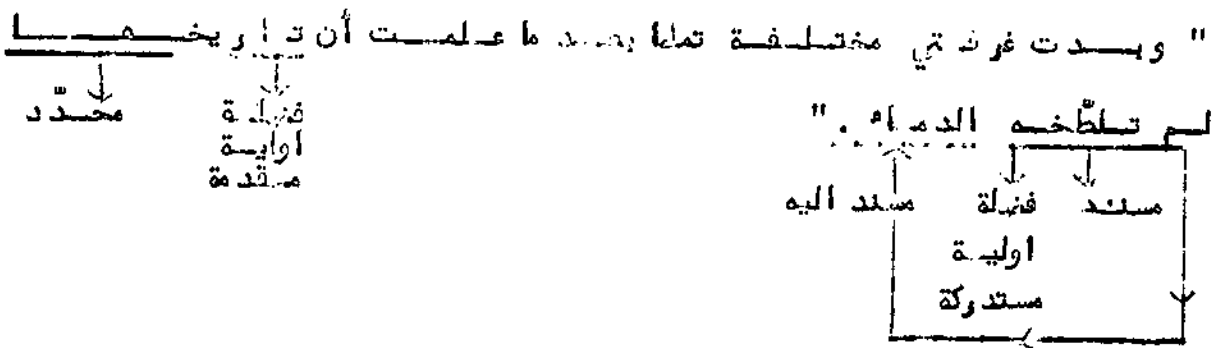 " وبدت غرفتي مختلفة تماما بعد ما علمت أن تاريخها
محدّد
فضلة
اولية
مقدمة
لم تلطّخه الدماء . "
مسند
فضلة
اولية
مستدركة
مسند اليه